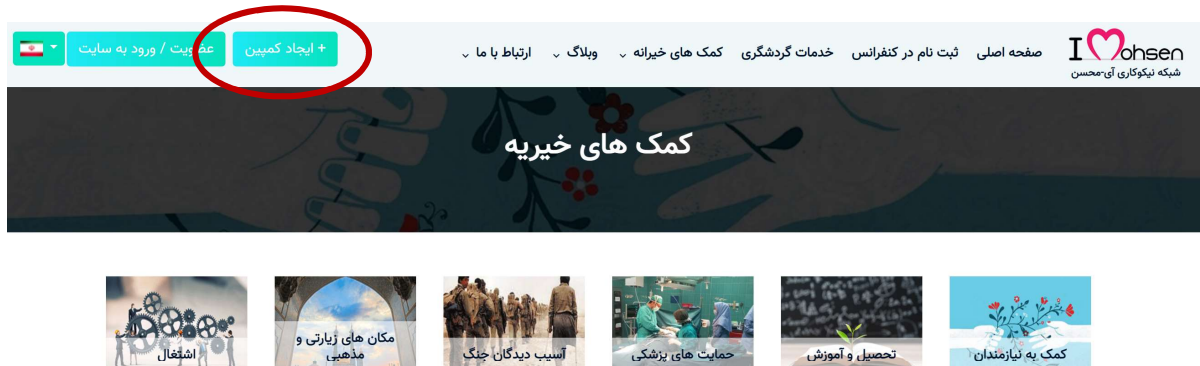 I ohsen
شبکه نیکوکاری آی-محسن
صفحه اصلی
ثبت نام در کنفرانس
خدمات گردشگری
کمک های خیرانه
وبلاگ
ارتباط با ما
+ ایجاد کمپین
عضویت / ورود به سایت
کمک های خیریه
کمک به نیازمندان
تحصیل و آموزش
حمایت های پزشکی
آسیب دیدگان جنگ
مکان های زیارتی و
مذهبی
اشتغال